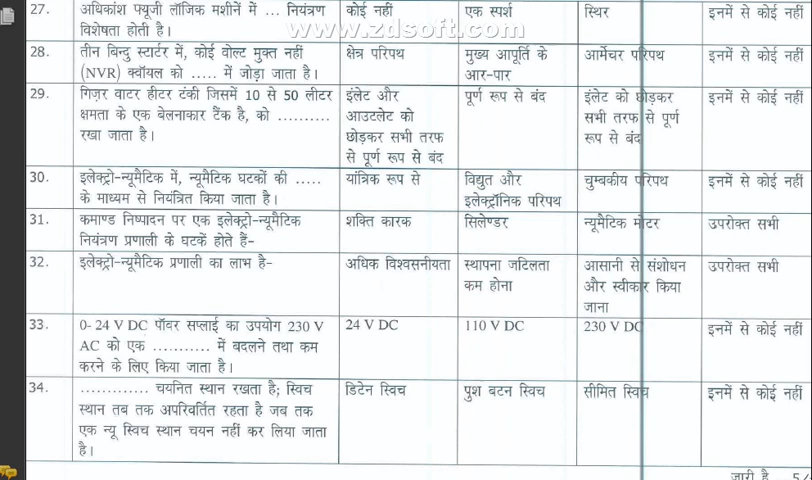 www.zdsoft.com
27. अधिकांश फ्यूजी लॉजिक मशीनें में ... नियंत्रण कोई नहीं एक स्पर्श स्थिर इनमें से कोई नहीं
विशेषता होती है।
28. तीन बिन्दु स्टार्टर में, कोई वोल्ट मुक्त नहीं क्षेत्र परिपथ मुख्य आपूर्ति के आर्मेचर परिपथ इनमें से कोई नहीं
(NVR) क्वॉयल को ..... में जोड़ा जाता है। आर-पार
29. गिज़र वाटर हीटर टंकी जिसमें 10 से 50 लीटर इंलेट और पूर्ण रूप से बंद इंलेट को छोड़कर इनमें से कोई नहीं
क्षमता के एक बेलनाकार टैंक है, को .......... आउटलेट को सभी तरफ से पूर्ण
रखा जाता है। छोड़कर सभी तरफ रूप से बंद
से पूर्ण रूप से बंद
30. इलेक्ट्रो-न्यूमैटिक में, न्यूमैटिक घटकों की ..... यांत्रिक रूप से विद्युत और चुम्बकीय परिपथ इनमें से कोई नहीं
के माध्यम से नियंत्रित किया जाता है। इलेक्ट्रॉनिक परिपथ
31. कमाण्ड निष्पादन पर एक इलेक्ट्रो-न्यूमैटिक शक्ति कारक सिलेण्डर न्यूमैटिक मोटर उपरोक्त सभी
नियंत्रण प्रणाली के घटकें होते हैं-
32. इलेक्ट्रो-न्यूमैटिक प्रणाली का लाभ है- अधिक विश्वसनीयता स्थापना जटिलता आसानी से संशोधन उपरोक्त सभी
कम होना और स्वीकार किया
जाना
33. 0- 24 V DC पॉवर सप्लाई का उपयोग 230 V 24 V DC 110 V DC 230 V DC इनमें से कोई नहीं
AC को एक ........... में बदलने तथा कम
करने के लिए किया जाता है।
34. ............. चयनित स्थान रखता है; स्विच डिटेन स्विच पुश बटन स्विच सीमित स्विच इनमें से कोई नहीं
स्थान तब तक अपरिवर्तित रहता है जब तक
एक न्यू स्विच स्थान चयन नहीं कर लिया जाता
है।
जारी है